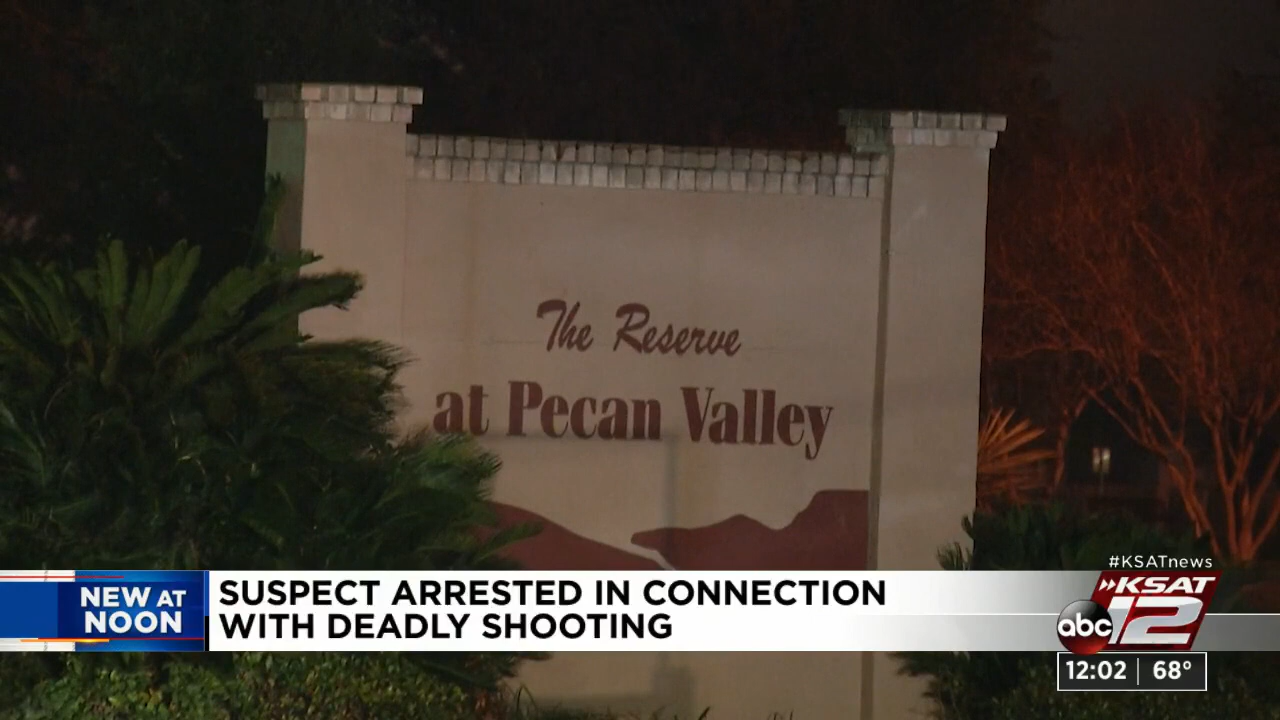 The Reserve
at Pecan Valley
#KSATnews
NEW AT
NOON
SUSPECT ARRESTED IN CONNECTION
WITH DEADLY SHOOTING
KSAT
abc 12
12:02 68°